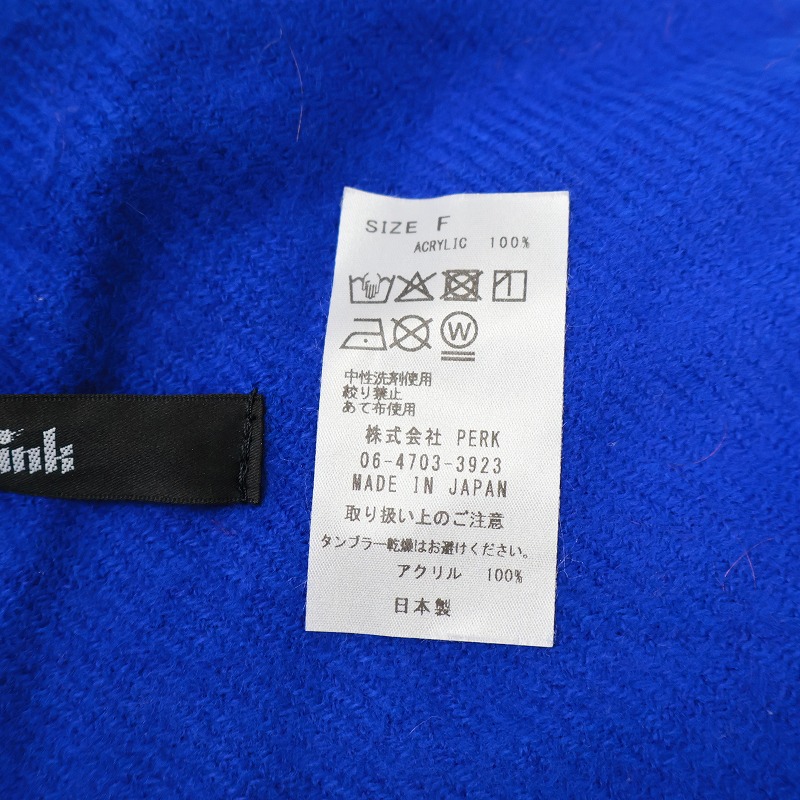 SIZE F
ACRYLIC 100%
W
中性洗剤使用
絞り禁止
あて布使用
株式会社 PERK
06-4703-3923
MADE IN JAPAN
取り扱い上のご注意
タンブラー乾燥はお避けください。
アクリル 100%
日本製